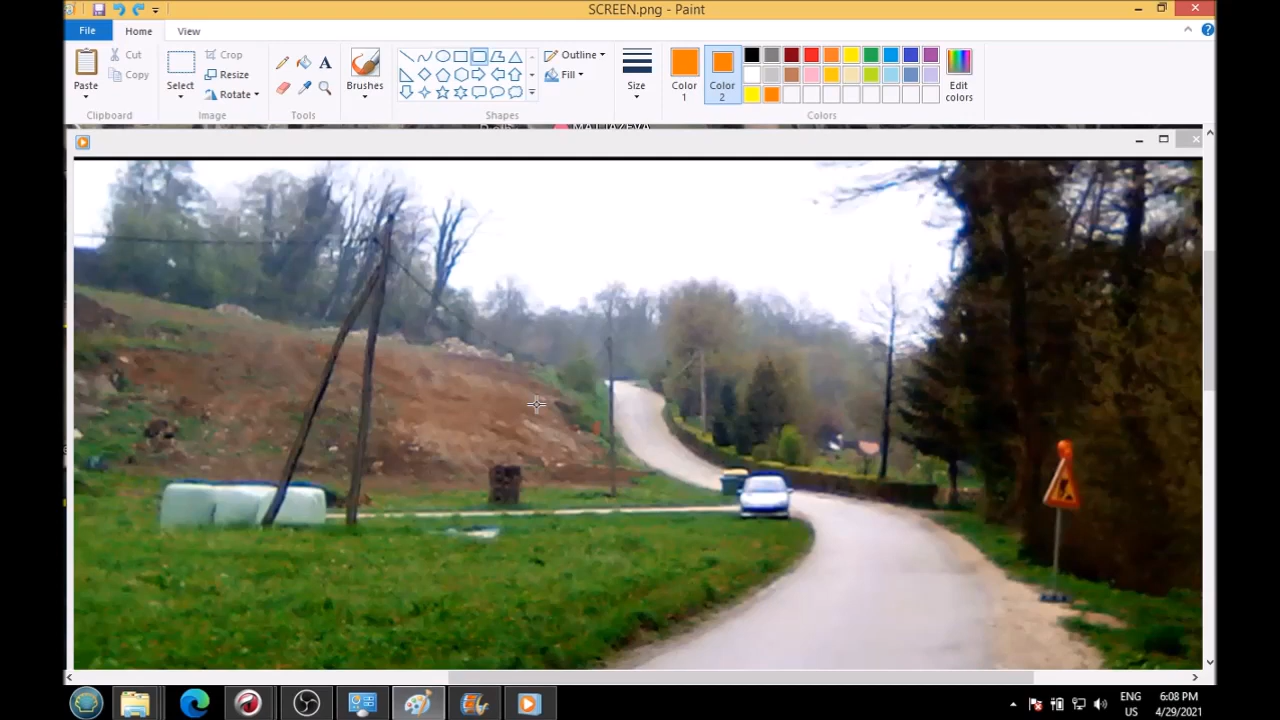 SCREEN.png - Paint
File Home View
Paste Cut Copy Clipboard
Select Crop Resize Rotate Image
Tools
Brushes
Shapes
Outline Fill
Size
Color 1
Color 2
Edit colors
Colors
ENG 6:08 PM
US 4/29/2021